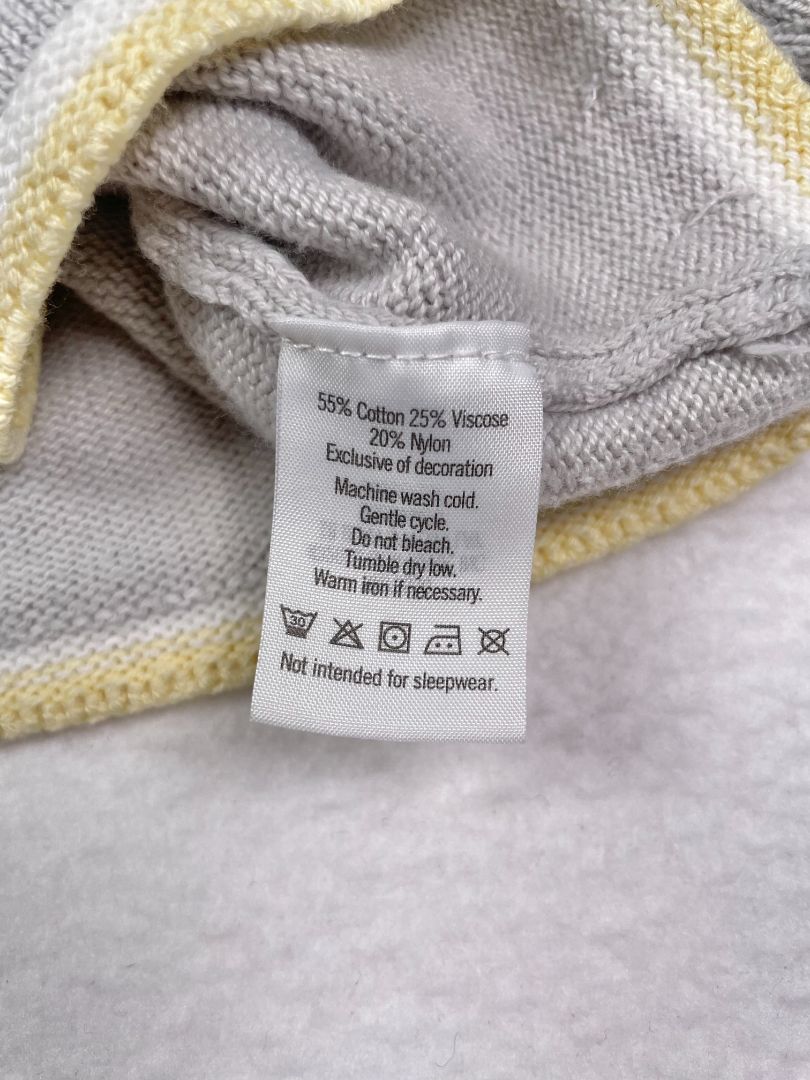 55% Cotton 25% Viscose
20% Nylon
Exclusive of decoration
Machine wash cold.
Gentle cycle.
Do not bleach.
Tumble dry low.
Warm iron if necessary.
30
Not intended for sleepwear.